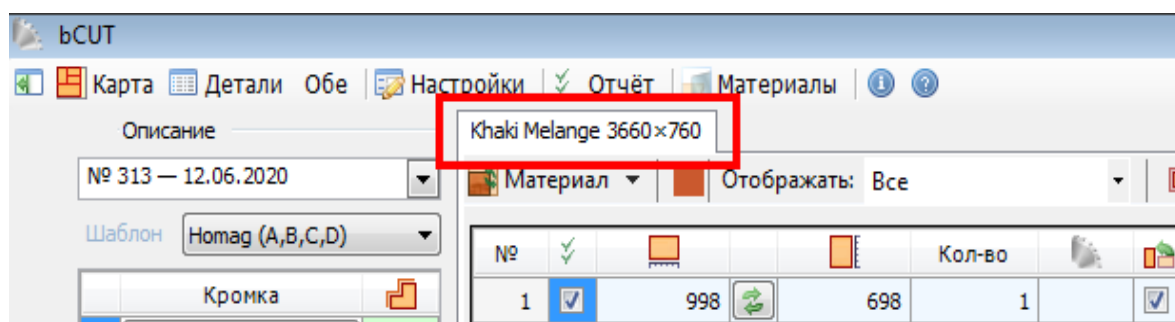 bCUT
Карта Детали Обе Настройки Отчёт Материалы
Описание
Khaki Melange 3660×760
№ 313 — 12.06.2020
Материал Отображать: Все
Шаблон Homag (A,B,C,D)
№ Кол-во
Кромка
1 998 698 1